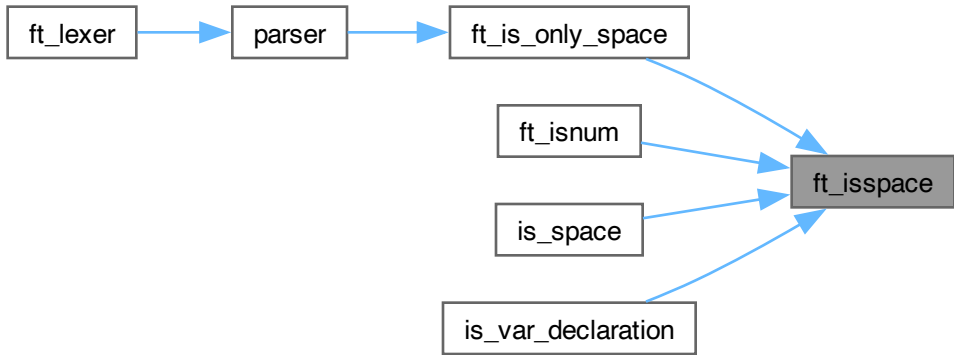 ft_lexer
parser
ft_is_only_space
ft_isnum
ft_isspace
is_space
is_var_declaration